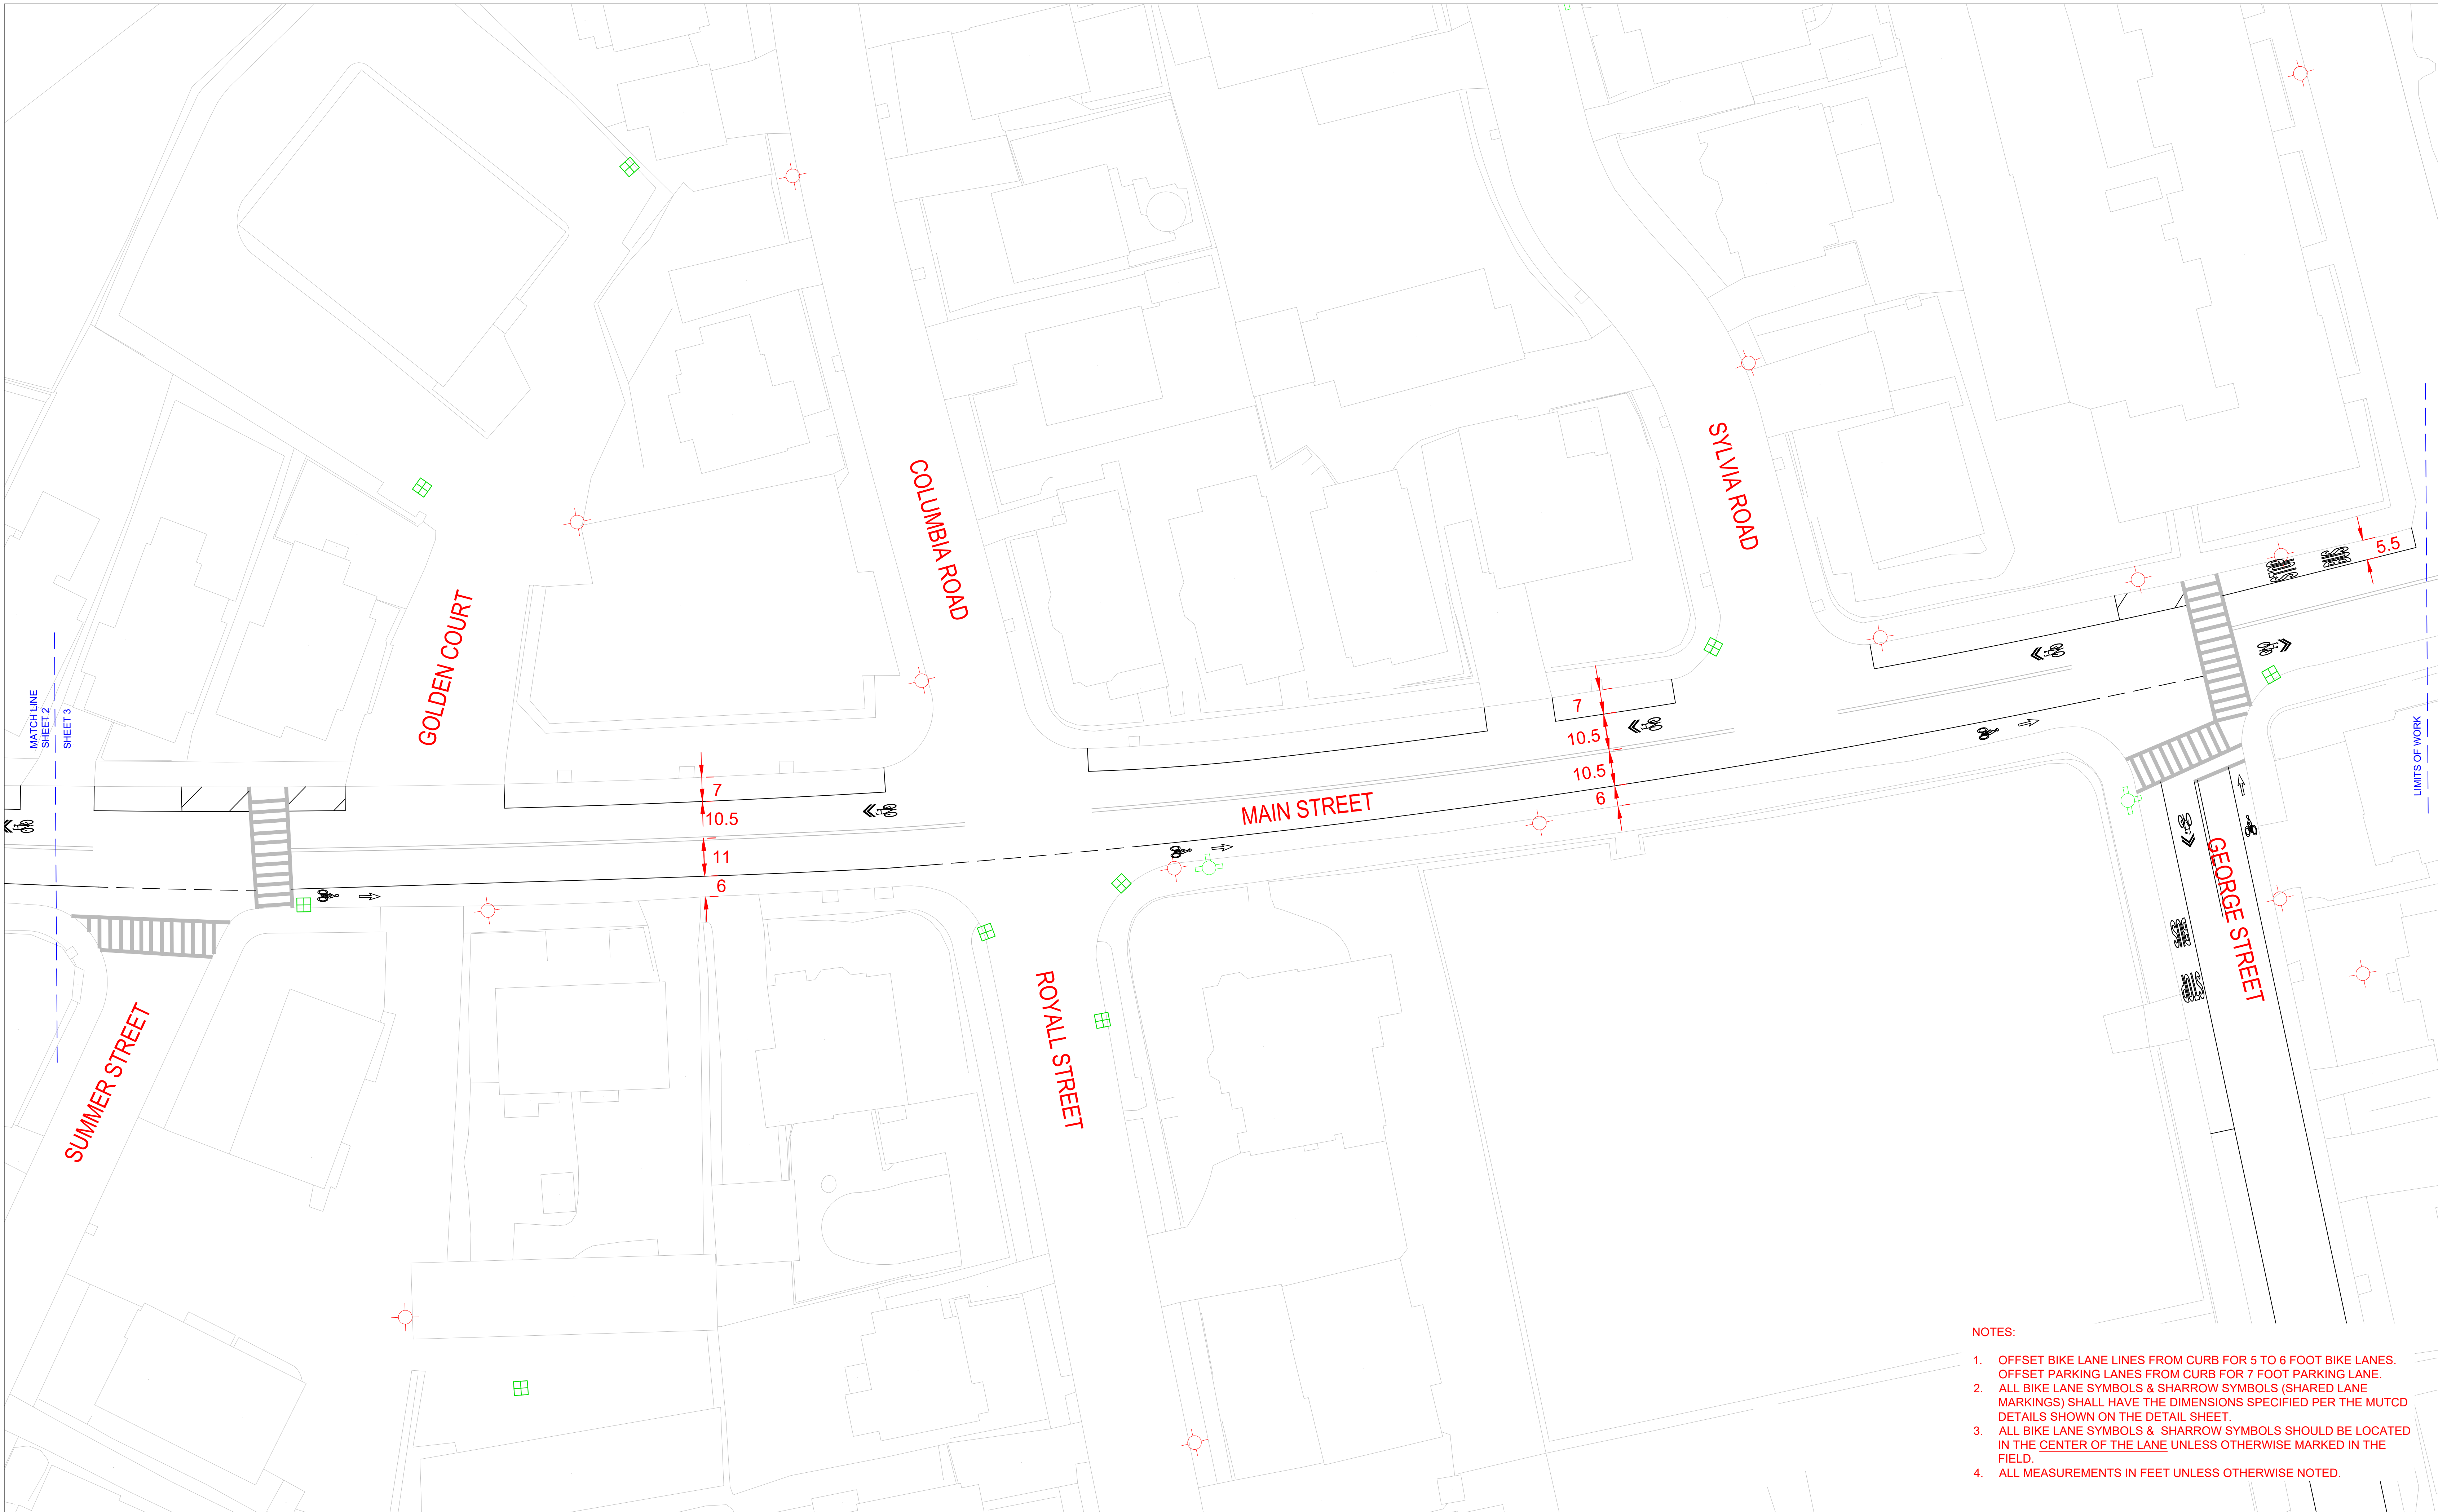 MATCH LINE
SHEET 2
SHEET 3
GOLDEN COURT
COLUMBIA ROAD
SYLVIA ROAD
STOP
BUS
5.5
7
10.5
11
6
7
10.5
10.5
6
MAIN STREET
LIMITS OF WORK
SUMMER STREET
ROYALL STREET
GEORGE STREET
BUS
STOP
NOTES:
1. OFFSET BIKE LANE LINES FROM CURB FOR 5 TO 6 FOOT BIKE LANES.
OFFSET PARKING LANES FROM CURB FOR 7 FOOT PARKING LANE.
2. ALL BIKE LANE SYMBOLS & SHARROW SYMBOLS (SHARED LANE
MARKINGS) SHALL HAVE THE DIMENSIONS SPECIFIED PER THE MUTCD
DETAILS SHOWN ON THE DETAIL SHEET.
3. ALL BIKE LANE SYMBOLS & SHARROW SYMBOLS SHOULD BE LOCATED
IN THE CENTER OF THE LANE UNLESS OTHERWISE MARKED IN THE
FIELD.
4. ALL MEASUREMENTS IN FEET UNLESS OTHERWISE NOTED.